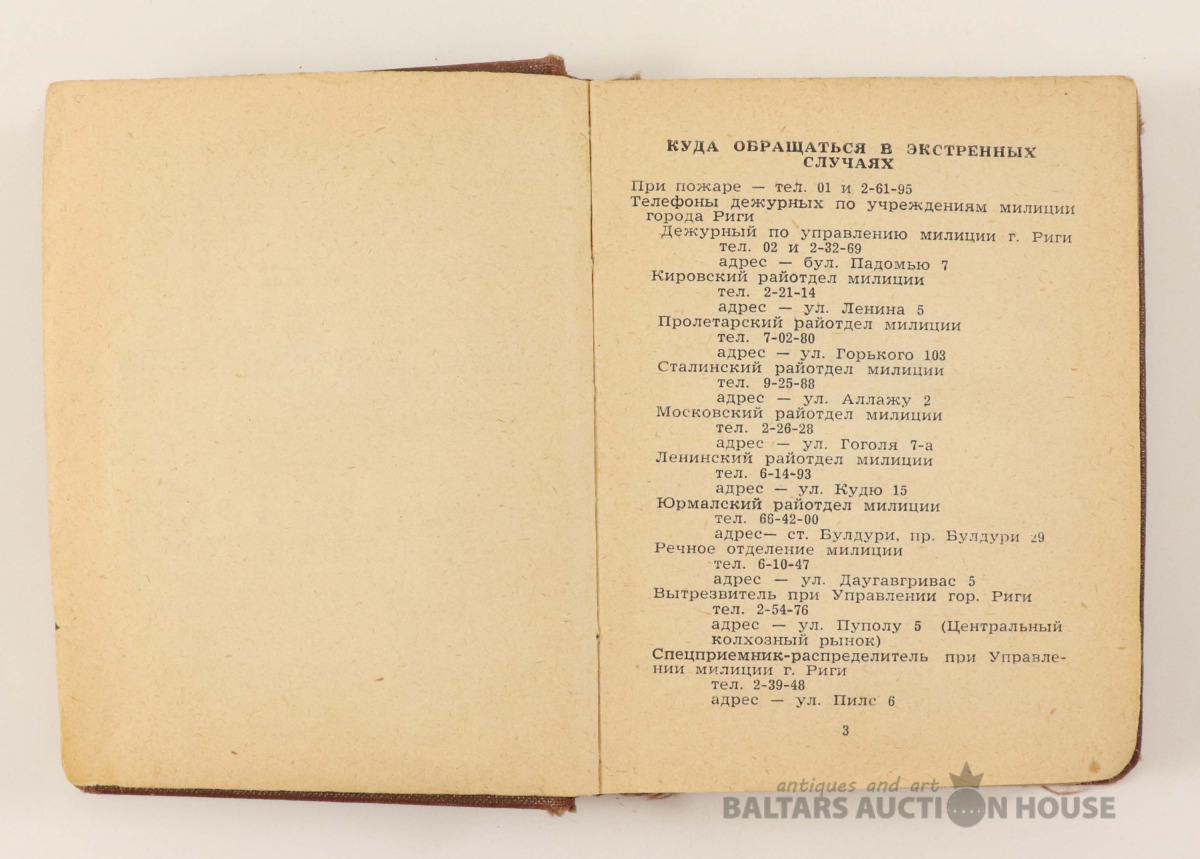 КУДА ОБРАЩАТЬСЯ В ЭКСТРЕННЫХ
СЛУЧАЯХ
При пожаре — тел. 01 и 2-61-95
Телефоны дежурных по учреждениям милиции
города Риги
Дежурный по управлению милиции г. Риги
тел. 02 и 2-32-69
адрес — бул. Падомью 7
Кировский райотдел милиции
тел. 2-21-14
адрес — ул. Ленина 5
Пролетарский райотдел милиции
тел. 7-02-80
адрес — ул. Горького 103
Сталинский райотдел милиции
тел. 9-25-88
адрес — ул. Аллажу 2
Московский райотдел милиции
тел. 2-26-28
адрес — ул. Гоголя 7-а
Ленинский райотдел милиции
тел. 6-14-93
адрес — ул. Кудю 15
Юрмалский райотдел милиции
тел. 66-42-00
адрес— ст. Булдури, пр. Булдури 29
Речное отделение милиции
тел. 6-10-47
адрес — ул. Даугавгривас 5
Вытрезвитель при Управлении гор. Риги
тел. 2-54-76
адрес — ул. Пуполу 5 (Центральный
колхозный рынок)
Спецприемник-распределитель при Управле-
нии милиции г. Риги
тел. 2-39-48
адрес — ул. Пилс 6
3
antiques and art
BALTARS AUCTION HOUSE